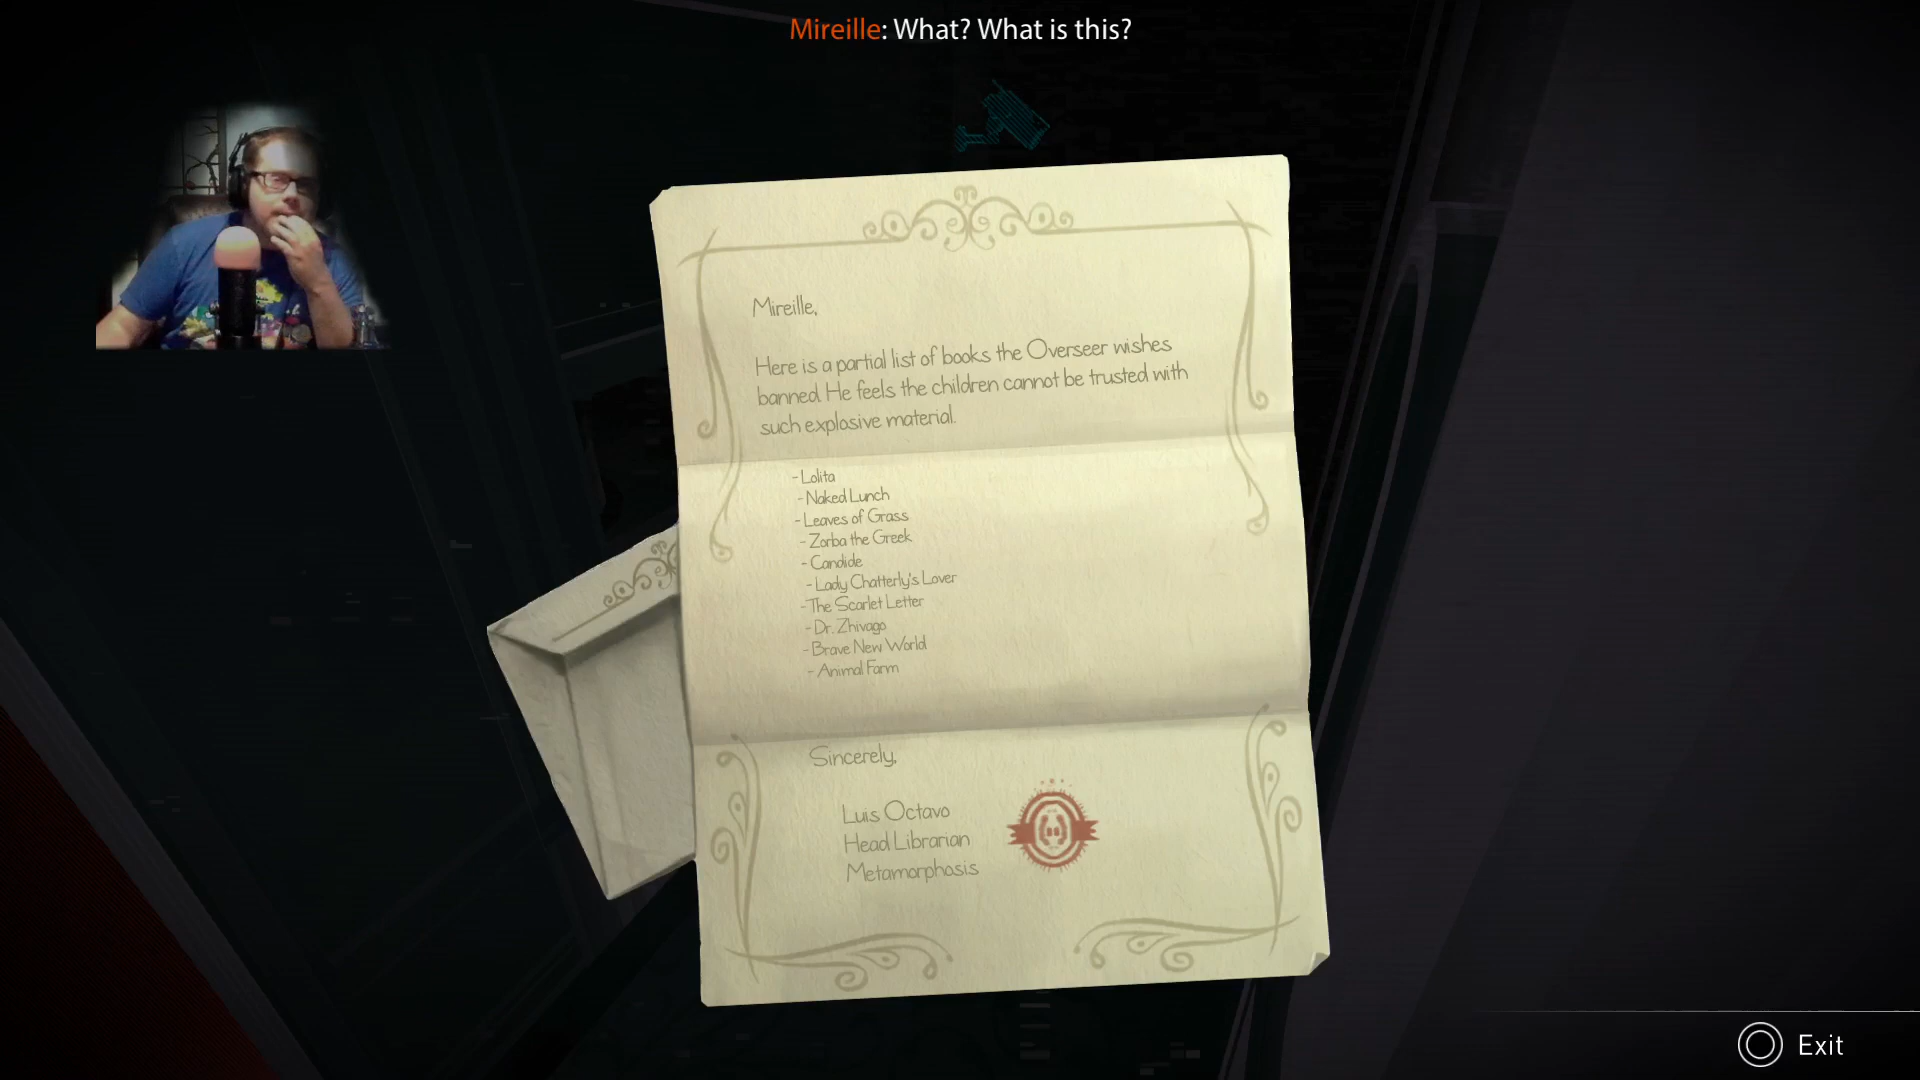 Mireille: What? What is this?
Mireille,
Here is a partial list of books the Overseer wishes
banned. He feels the children cannot be trusted with
such explosive material.
- Lolita
- Naked Lunch
- Leaves of Grass
- Zorba the Greek
- Candide
- Lady Chatterly's Lover
- The Scarlet Letter
- Dr. Zhivago
- Brave New World
- Animal Farm
Sincerely,
Luis Octavo
Head Librarian
Metamorphosis
Exit